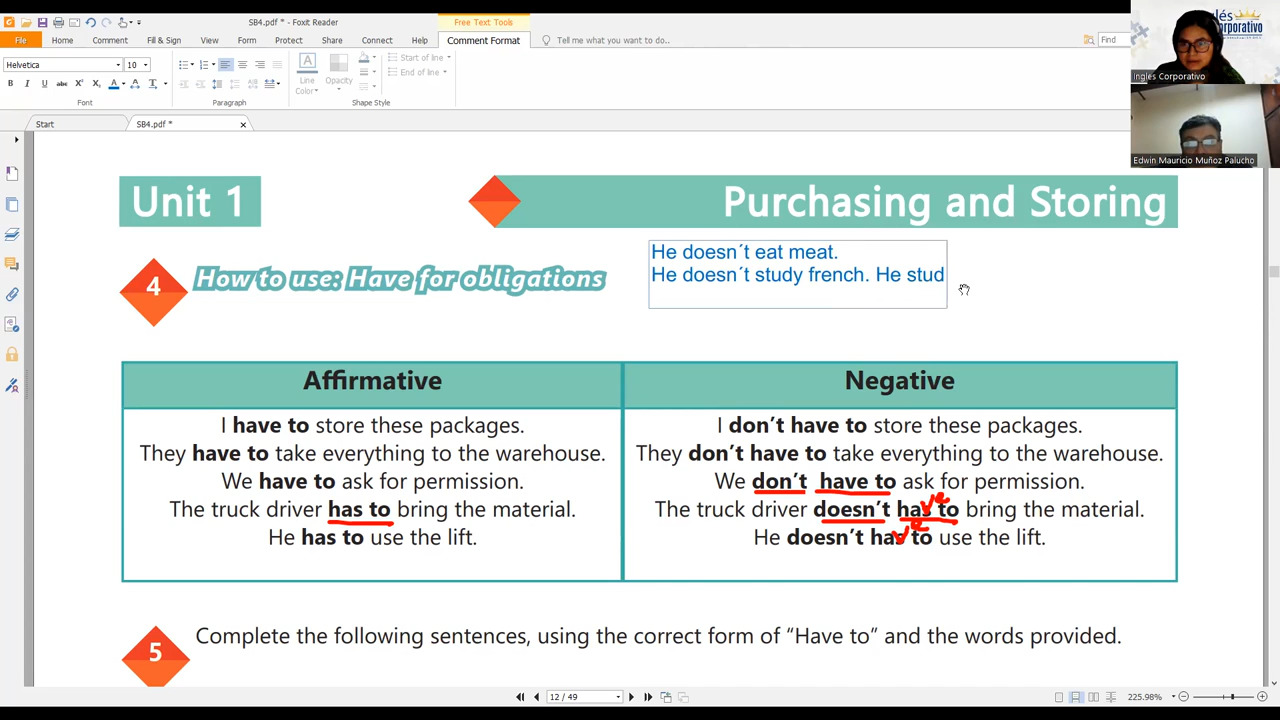 SB4.pdf * - Foxit Reader
Free Text Tools
File Home Comment Fill & Sign View Form Protect Share Connect Help Comment Format Tell me what you want to do.. Find
Helvetica 10
Line Color Opacity
Start of line
End of line
Font Paragraph Shape Style
Start SB4.pdf *
Inglés Corporativo
Edwin Mauricio Muñoz Palucho
Unit 1 Purchasing and Storing
He doesn´t eat meat.
He doesn´t study french. He stud
4 How to use: Have for obligations
Affirmative Negative
I have to store these packages. I don't have to store these packages.
They have to take everything to the warehouse. They don't have to take everything to the warehouse.
We have to ask for permission. We don't have to ask for permission.
ve
The truck driver has to bring the material. The truck driver doesn't has to bring the material.
ve
He has to use the lift. He doesn't has to use the lift.
5 Complete the following sentences, using the correct form of "Have to" and the words provided.
12 / 49
225.98%